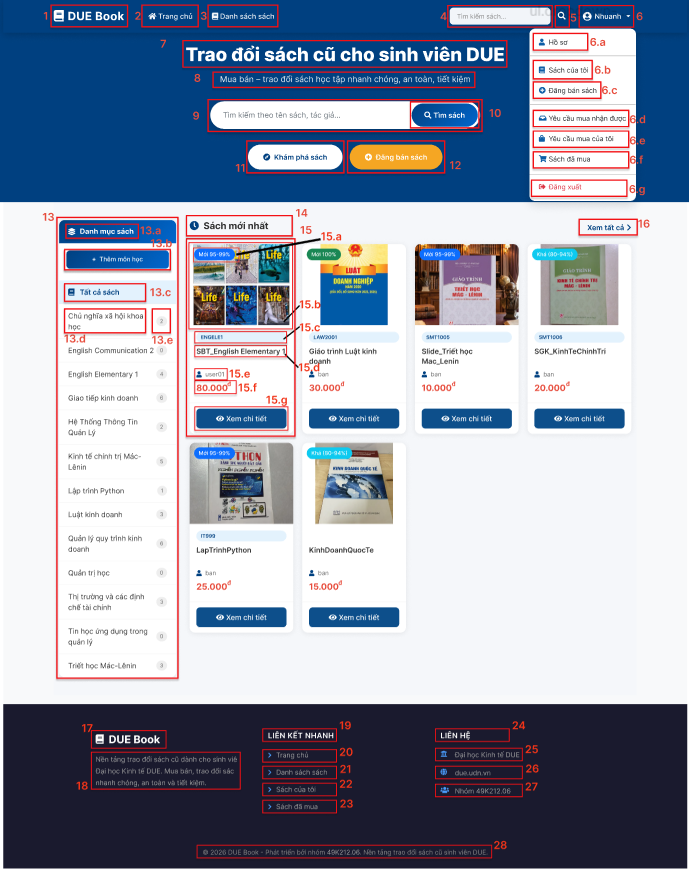 1 DUE Book 2 Trang chủ 3 Danh sách sách 4 Tìm kiếm sách... 5 Nhuanh 6
7 Trao đổi sách cũ cho sinh viên DUE
8 Mua bán – trao đổi sách học tập nhanh chóng, an toàn, tiết kiệm
9 Tìm kiếm theo tên sách, tác giả... Tìm sách 10
11 Khám phá sách Đăng bán sách 12
Hồ sơ 6.a
Sách của tôi 6.b
Đăng bán sách 6.c
Yêu cầu mua nhận được 6.d
Yêu cầu mua của tôi 6.e
Sách đã mua 6.f
Đăng xuất 6.g
13
Danh mục sách 13.a
13.b
+ Thêm môn học
Tất cả sách 13.c
Chủ nghĩa xã hội khoa
học
2
13.d 13.e
English Communication 2 0
English Elementary 1 4
Giao tiếp kinh doanh 6
Hệ Thống Thông Tin
Quản Lý
2
Kinh tế chính trị Mác-
Lênin
5
Lập trình Python 1
Luật kinh doanh 3
Quản lý quy trình kinh
doanh
6
Quản trị học 0
Thị trường và các định
chế tài chính
3
Tin học ứng dụng trong
quản lý
0
Triết học Mác-Lênin 3
14
Sách mới nhất 15
Xem tất cả 16
15.a
Mới 95-99%
Life Life Life
15.b
ENGELE1 15.c
SBT_English Elementary 1
15.d
user01 15.e
80.000đ 15.f
15.g
Xem chi tiết
Mới 100%
LUẬT
DOANH NGHIỆP
LAW2001
Giáo trình Luật kinh
doanh
ban
30.000đ
Xem chi tiết
Mới 95-99%
GIÁO TRÌNH
TRIẾT HỌC
MÁC - LÊNIN
SMT1005
Slide_Triết học
Mac_Lenin
ban
10.000đ
Xem chi tiết
Khá (80-94%)
GIÁO TRÌNH
KINH TẾ CHÍNH TRỊ
MÁC - LÊNIN
SMT1006
SGK_KinhTeChinhTri
ban
20.000đ
Xem chi tiết
Mới 95-99%
PYTHON
IT999
LapTrinhPython
ban
25.000đ
Xem chi tiết
Khá (80-94%)
KINH DOANH QUỐC TẾ
KinhDoanhQuocTe
ban
15.000đ
Xem chi tiết
17
DUE Book
Nền tảng trao đổi sách cũ dành cho sinh viê
Đại học Kinh tế DUE. Mua bán, trao đổi sác
18 nhanh chóng, an toàn và tiết kiệm.
19
LIÊN KẾT NHANH
Trang chủ 20
Danh sách sách 21
Sách của tôi 22
Sách đã mua 23
24
LIÊN HỆ
Đại học Kinh tế DUE 25
due.udn.vn 26
Nhóm 49K212.06 27
© 2026 DUE Book - Phát triển bởi nhóm 49K212.06. Nền tảng trao đổi sách cũ sinh viên DUE. 28